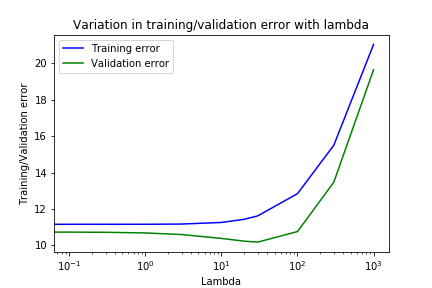 Variation in training/validation error with lambda
Training error
Validation error
Training/Validation error
20
18
16
14
12
10
10⁻¹
10⁰
10¹
10²
10³
Lambda